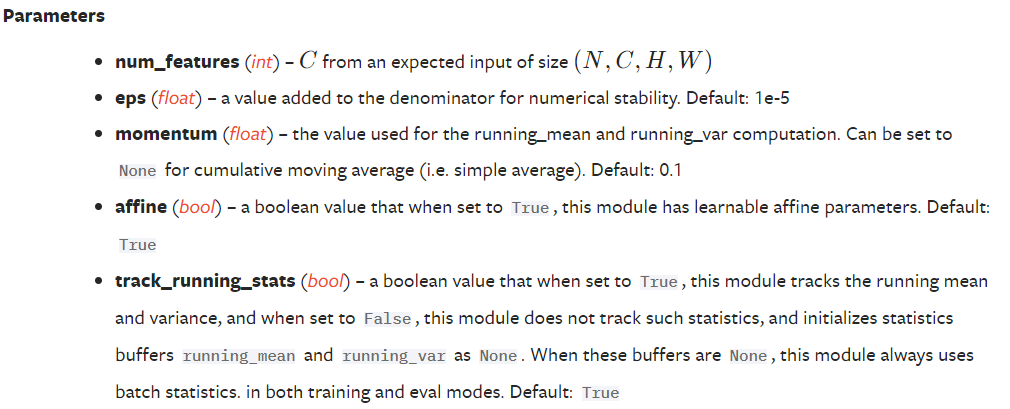 Parameters
• num_features (int) – C from an expected input of size (N, C, H, W)
• eps (float) – a value added to the denominator for numerical stability. Default: 1e-5
• momentum (float) – the value used for the running_mean and running_var computation. Can be set to
None for cumulative moving average (i.e. simple average). Default: 0.1
• affine (bool) – a boolean value that when set to True, this module has learnable affine parameters. Default:
True
• track_running_stats (bool) – a boolean value that when set to True, this module tracks the running mean
and variance, and when set to False, this module does not track such statistics, and initializes statistics
buffers running_mean and running_var as None. When these buffers are None, this module always uses
batch statistics. in both training and eval modes. Default: True